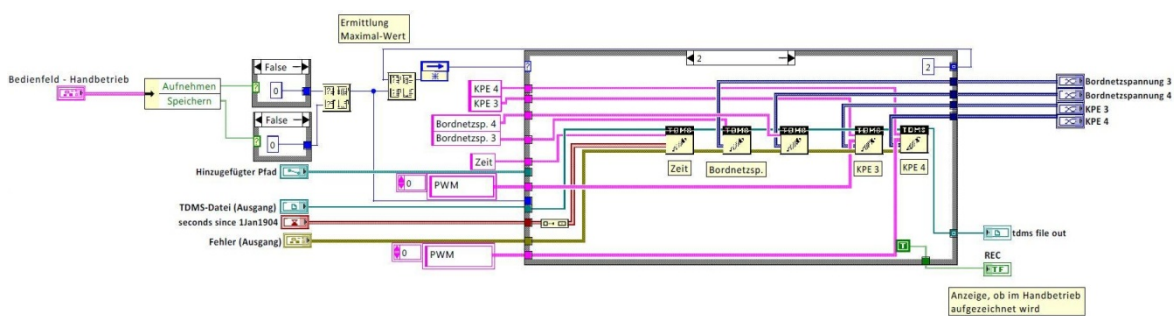 Ermittlung
Maximal-Wert
Bedienfeld - Handbetrieb
Aufnehmen
Speichern
False
0
False
0
2
2
KPE 4
KPE 3
Bordnetzsp. 4
Bordnetzsp. 3
Zeit
0
PWM
TDMS
TDMS
TDMS
TDMS
TDMS
Zeit
Bordnetzsp.
KPE 3
KPE 4
Bordnetzspannung 3
Bordnetzspannung 4
KPE 3
KPE 4
Hinzugefügter Pfad
TDMS-Datei (Ausgang)
seconds since 1Jan1904
Fehler (Ausgang)
0
PWM
tdms file out
T
REC
TF
Anzeige, ob im Handbetrieb
aufgezeichnet wird